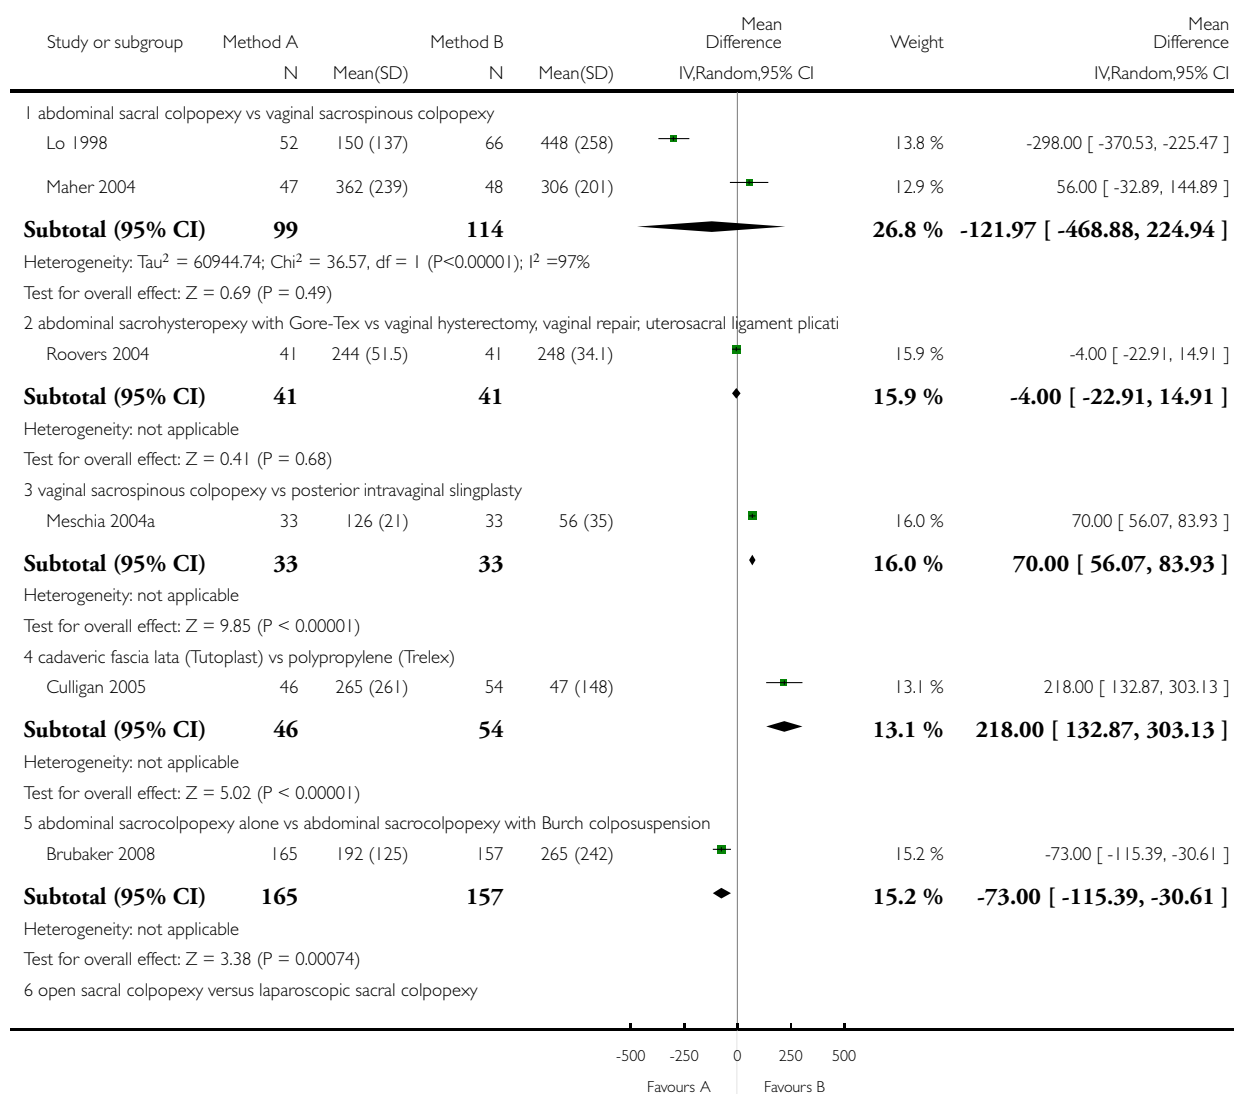 Mean Mean
Study or subgroup Method A Method B Difference Weight Difference
N Mean(SD) N Mean(SD) IV,Random,95% CI IV,Random,95% CI
1 abdominal sacral colpopexy vs vaginal sacrospinous colpopexy
Lo 1998 52 150 (137) 66 448 (258) 13.8 % -298.00 [ -370.53, -225.47 ]
Maher 2004 47 362 (239) 48 306 (201) 12.9 % 56.00 [ -32.89, 144.89 ]
Subtotal (95% CI) 99 114 26.8 % -121.97 [ -468.88, 224.94 ]
Heterogeneity: Tau² = 60944.74; Chi² = 36.57, df = 1 (P<0.00001); I² =97%
Test for overall effect: Z = 0.69 (P = 0.49)
2 abdominal sacrohysteropexy with Gore-Tex vs vaginal hysterectomy, vaginal repair, uterosacral ligament plicati
Roovers 2004 41 244 (51.5) 41 248 (34.1) 15.9 % -4.00 [ -22.91, 14.91 ]
Subtotal (95% CI) 41 41 15.9 % -4.00 [ -22.91, 14.91 ]
Heterogeneity: not applicable
Test for overall effect: Z = 0.41 (P = 0.68)
3 vaginal sacrospinous colpopexy vs posterior intravaginal slingplasty
Meschia 2004a 33 126 (21) 33 56 (35) 16.0 % 70.00 [ 56.07, 83.93 ]
Subtotal (95% CI) 33 33 16.0 % 70.00 [ 56.07, 83.93 ]
Heterogeneity: not applicable
Test for overall effect: Z = 9.85 (P < 0.00001)
4 cadaveric fascia lata (Tutoplast) vs polypropylene (Trelex)
Culligan 2005 46 265 (261) 54 47 (148) 13.1 % 218.00 [ 132.87, 303.13 ]
Subtotal (95% CI) 46 54 13.1 % 218.00 [ 132.87, 303.13 ]
Heterogeneity: not applicable
Test for overall effect: Z = 5.02 (P < 0.00001)
5 abdominal sacrocolpopexy alone vs abdominal sacrocolpopexy with Burch colposuspension
Brubaker 2008 165 192 (125) 157 265 (242) 15.2 % -73.00 [ -115.39, -30.61 ]
Subtotal (95% CI) 165 157 15.2 % -73.00 [ -115.39, -30.61 ]
Heterogeneity: not applicable
Test for overall effect: Z = 3.38 (P = 0.00074)
6 open sacral colpopexy versus laparoscopic sacral colpopexy
-500 -250 0 250 500
Favours A Favours B